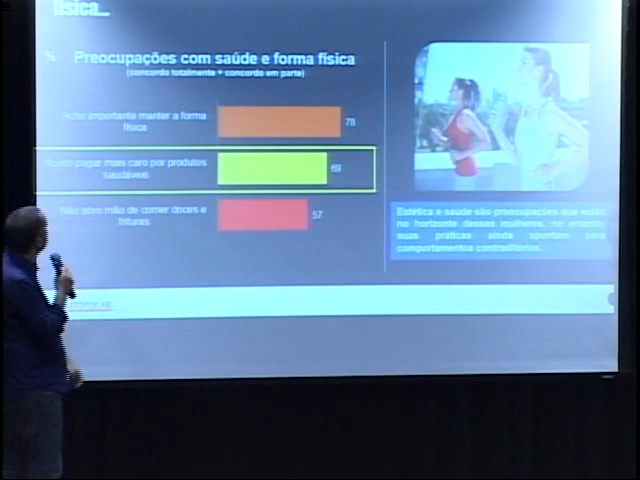 física...
% Preocupações com saúde e forma física
(concordo totalmente + concordo em parte)
Acho importante manter a forma
física
78
Aceito pagar mais caro por produtos
saudáveis
69
Não abro mão de comer doces e
frituras
57
Estética e saúde são preocupações que estão
no horizonte dessas mulheres, no entanto,
suas práticas ainda apontam para
comportamentos contraditórios.